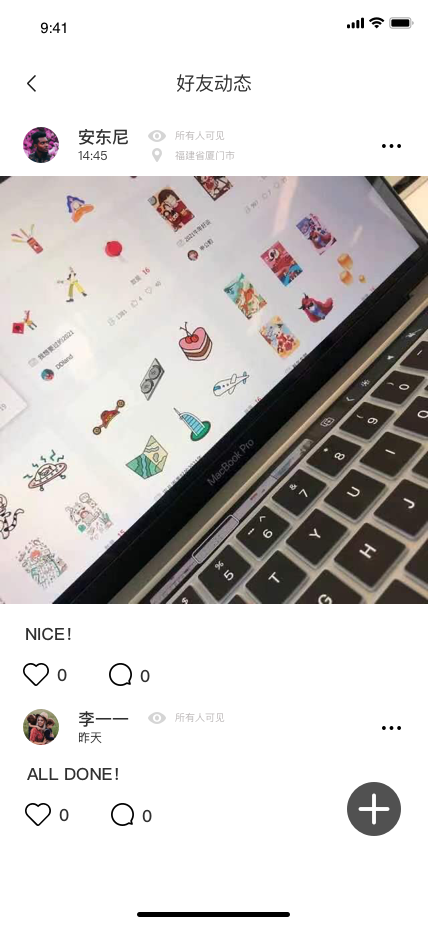 9:41
好友动态
安东尼
所有人可见
14:45
福建省厦门市
MacBook Pro
NICE!
0
0
李一一
所有人可见
昨天
ALL DONE!
0
0